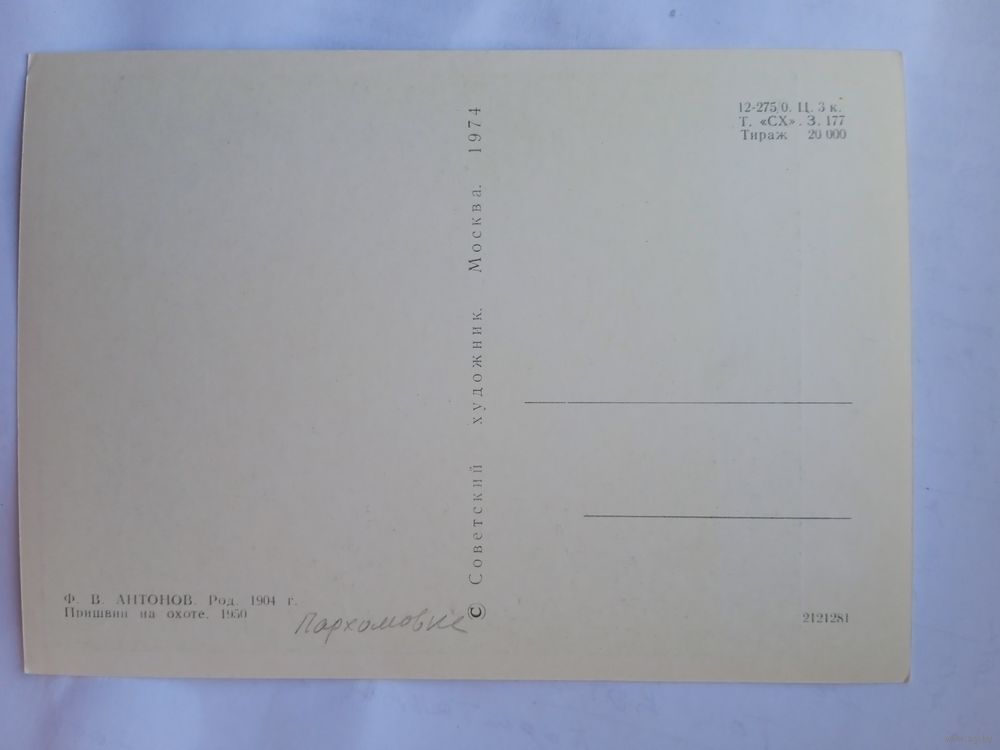 12-275/0. Ц. 3 к.
Т. «СХ». З. 177
Тираж 20 000
© Советский художник. Москва. 1974
Ф. В. АНТОНОВ. Род. 1904 г.
Пришвин на охоте. 1950
Пархомовке
2121281